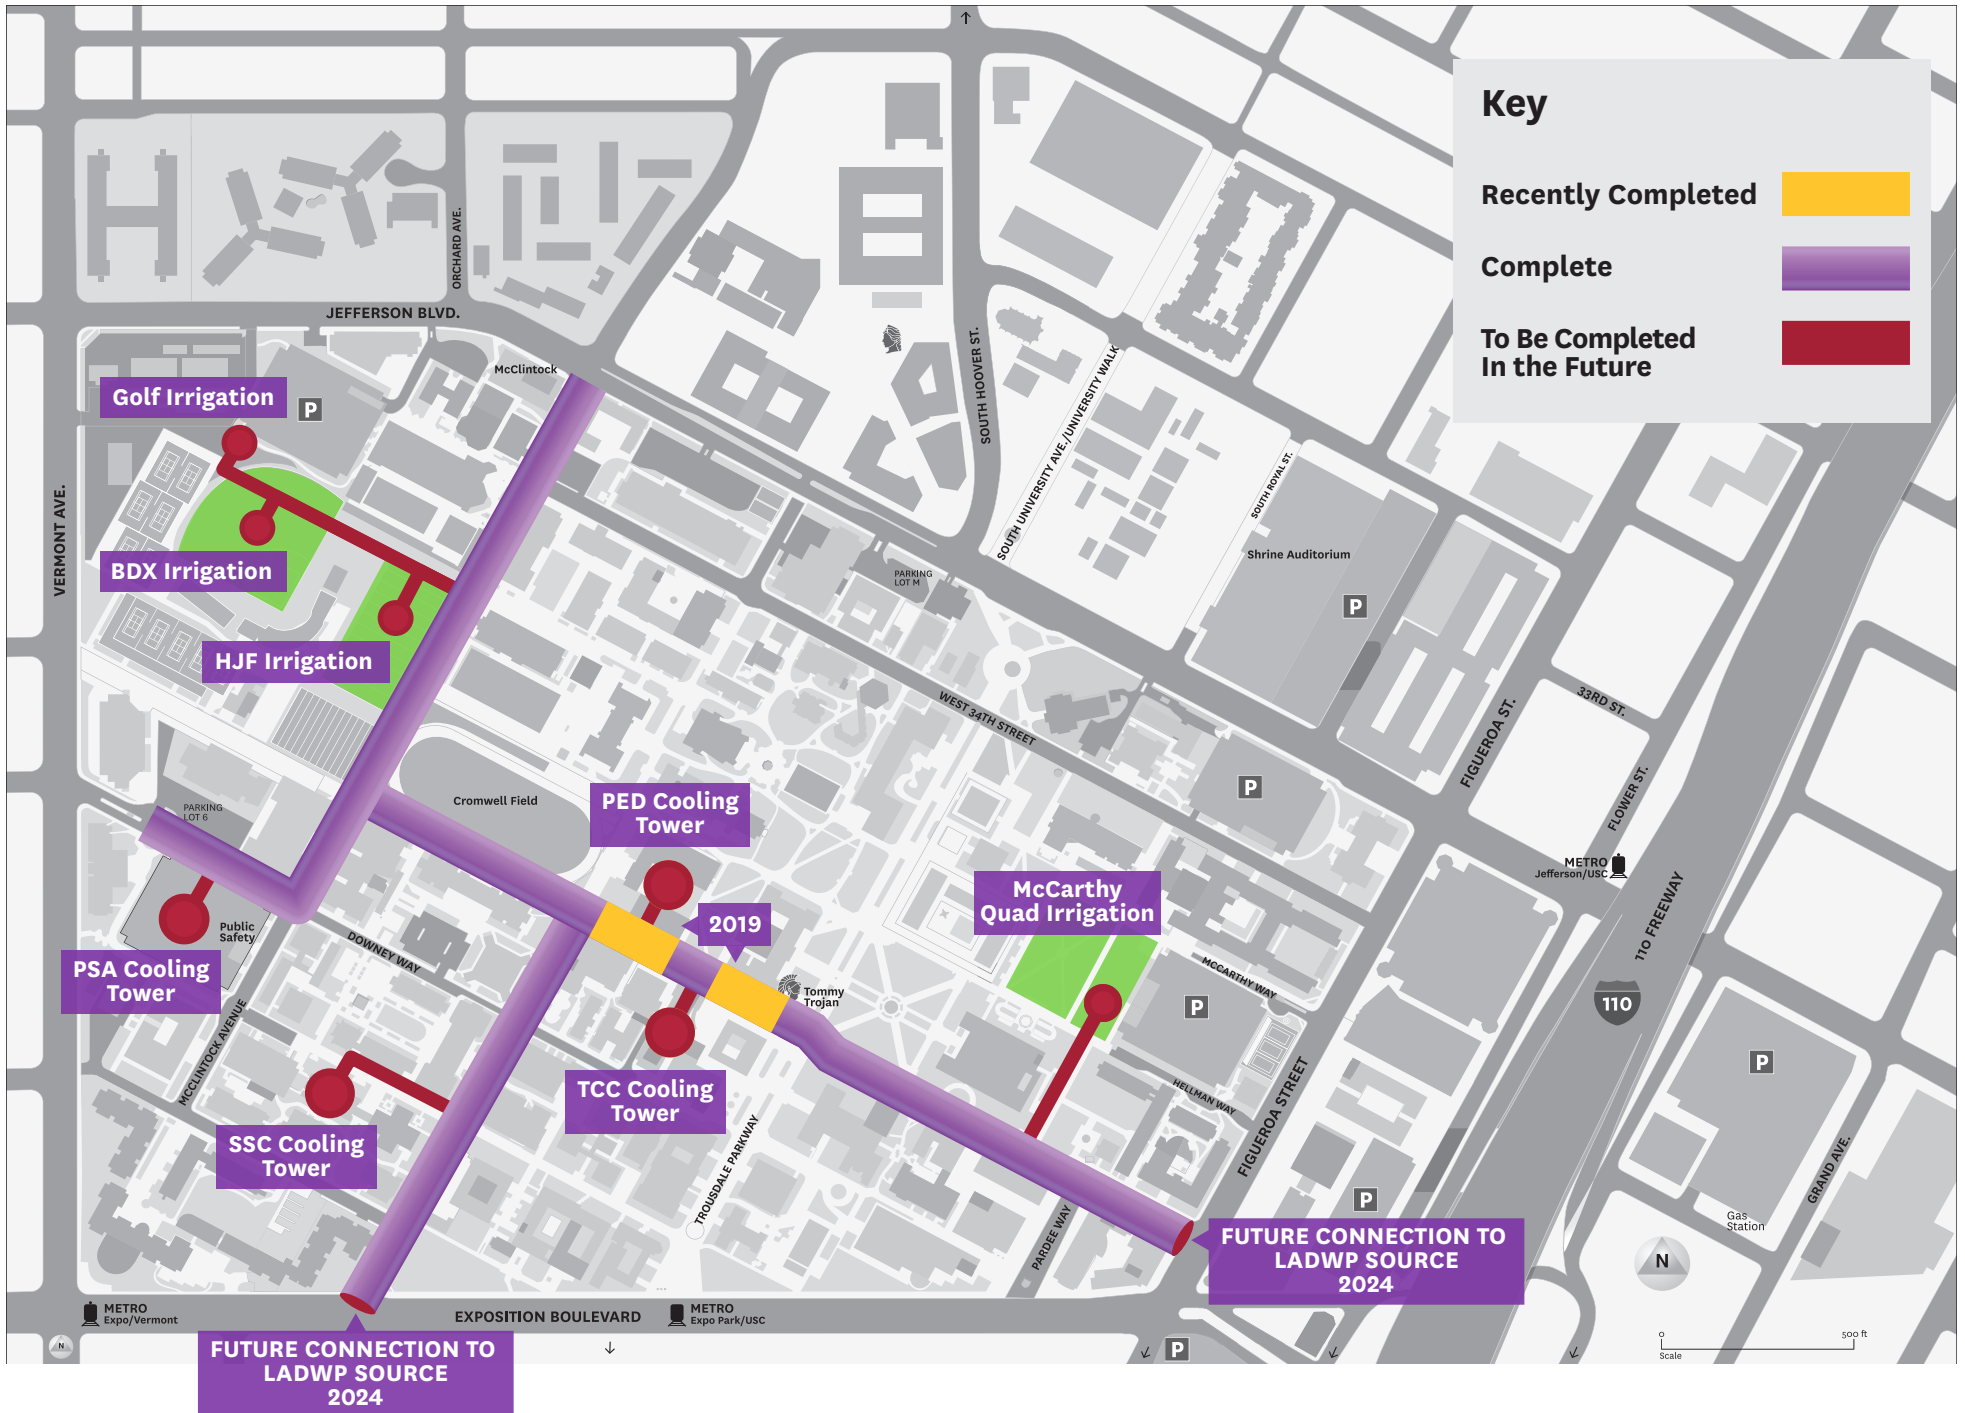 Key
Recently Completed
Complete
To Be Completed
In the Future
ORCHARD AVE.
JEFFERSON BLVD.
McClintock
Golf Irrigation
P
SOUTH HOOVER ST.
SOUTH UNIVERSITY AVE./UNIVERSITY WALK
SOUTH ROYAL ST.
VERMONT AVE.
BDX Irrigation
Shrine Auditorium
PARKING
LOT M
P
HJF Irrigation
WEST 34TH STREET
33RD ST.
FIGUEROA ST.
FLOWER ST.
P
PARKING
LOT 6
Cromwell Field
PED Cooling
Tower
METRO
Jefferson/USC
McCarthy
Quad Irrigation
2019
Public
Safety
DOWNEY WAY
110 FREEWAY
PSA Cooling
Tower
MCCARTHY WAY
Tommy
Trojan
P
110
MCCLINTOCK AVENUE
TCC Cooling
Tower
P
HELLMAN WAY
FIGUEROA STREET
SSC Cooling
Tower
TROUSDALE PARKWAY
GRAND AVE.
P
PARDEE WAY
Gas
Station
FUTURE CONNECTION TO
LADWP SOURCE
2024
N
METRO
Expo/Vermont
EXPOSITION BOULEVARD
METRO
Expo Park/USC
N
P
0 500 ft
Scale
FUTURE CONNECTION TO
LADWP SOURCE
2024